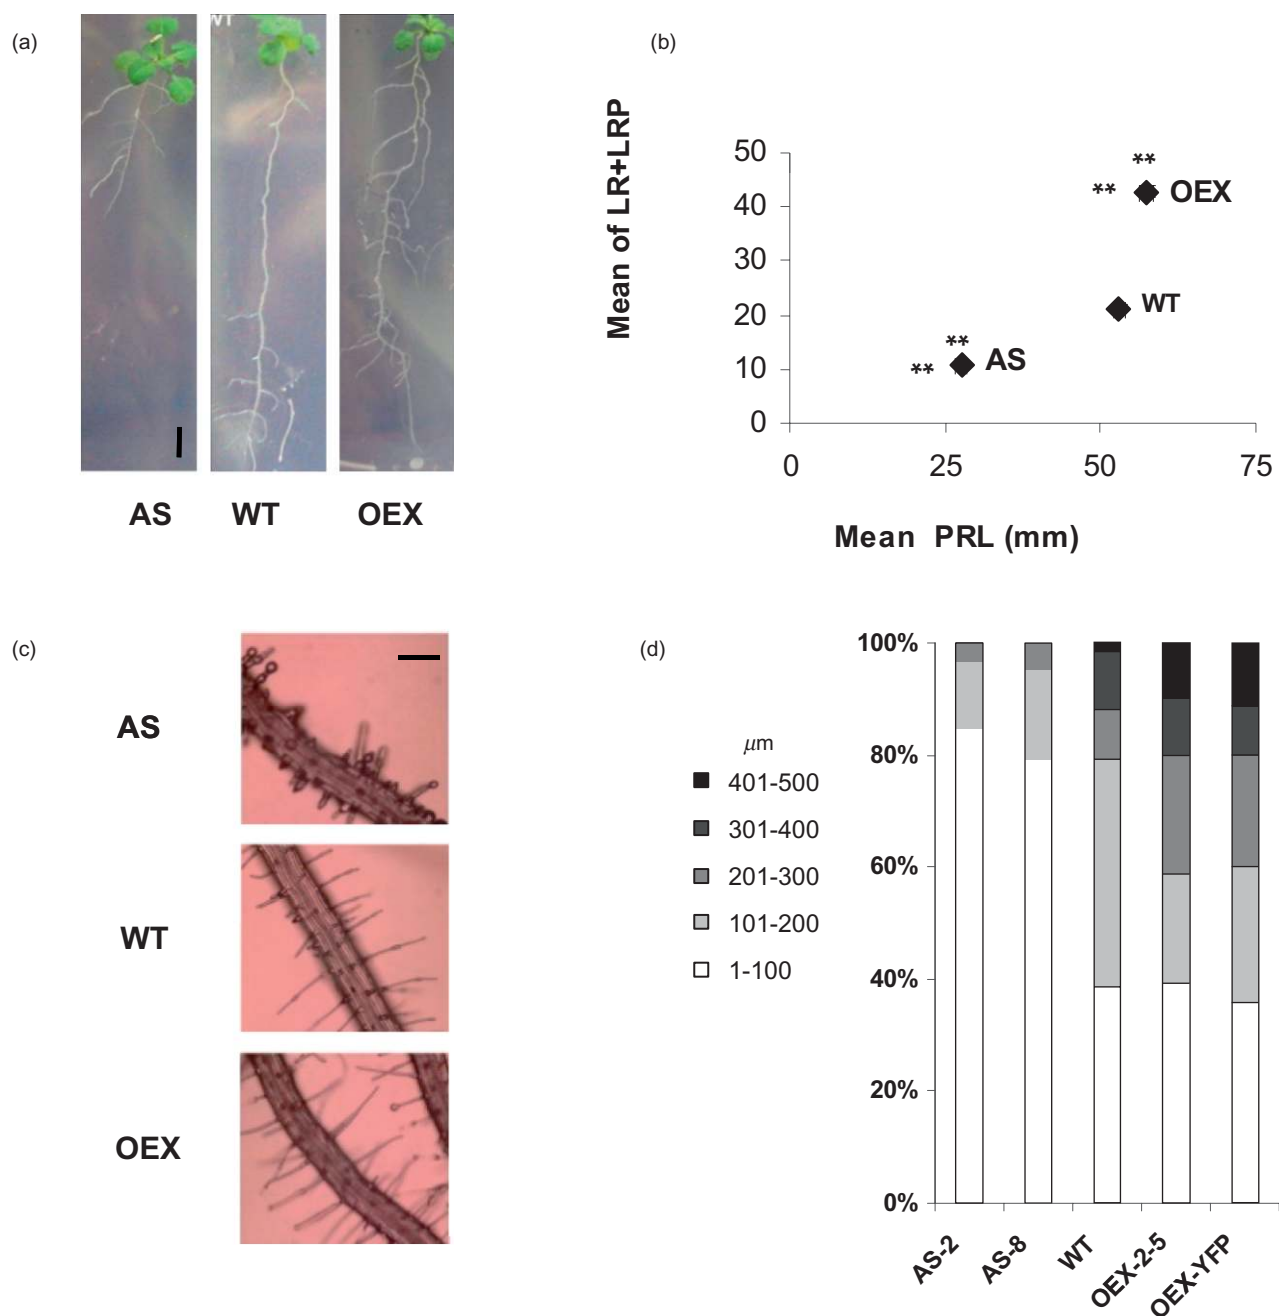 (a)
WT
AS
WT
OEX
(b)
Mean of LR+LRP
50
40
30
20
10
0
** 
** OEX
WT
**
** AS
0 25 50 75
Mean PRL (mm)
(c)
AS
WT
OEX
(d)
μm
401-500
301-400
201-300
101-200
1-100
100%
80%
60%
40%
20%
0%
AS-2
AS-8
WT
OEX-2-5
OEX-YFP